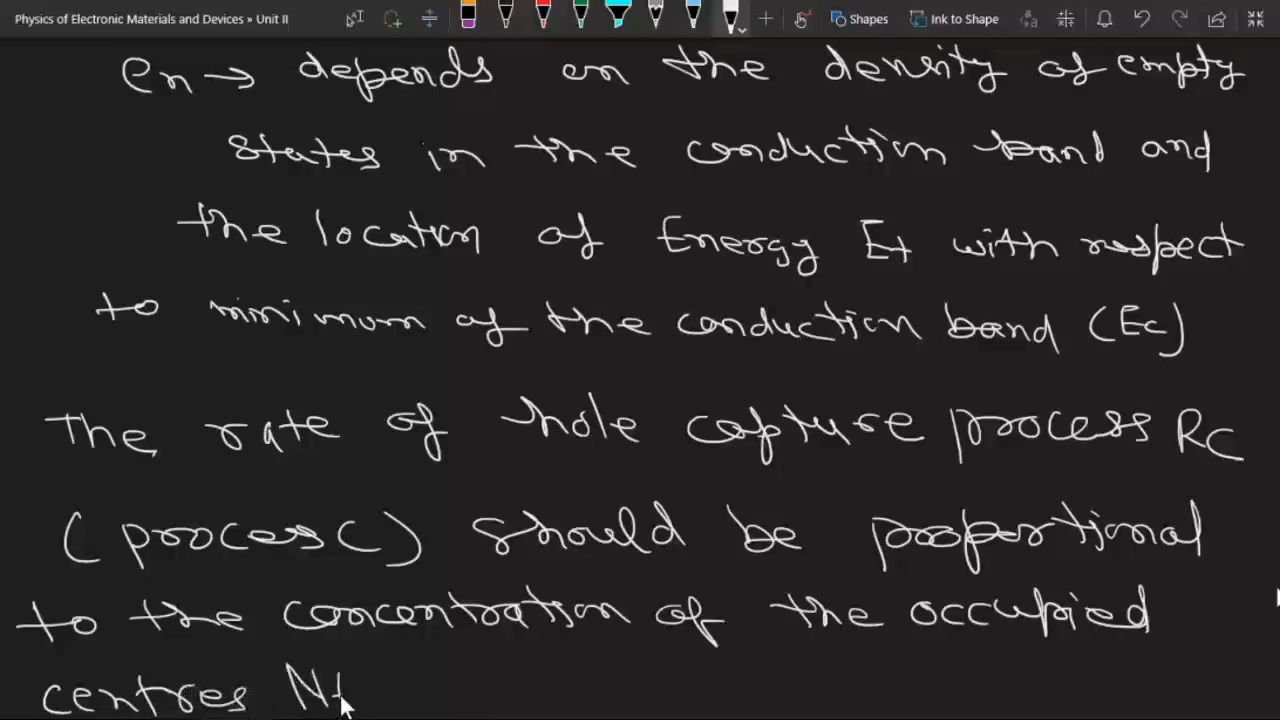 Physics of Electronic Materials and Devices » Unit II
Shapes
Ink to Shape
en → depends on the density of empty
states in the conduction band and
the location of Energy Et with respect
to minimum of the conduction band (Ec)
The rate of hole capture process Rc
(process c) should be proportional
to the concentration of the occupied
centres Nt